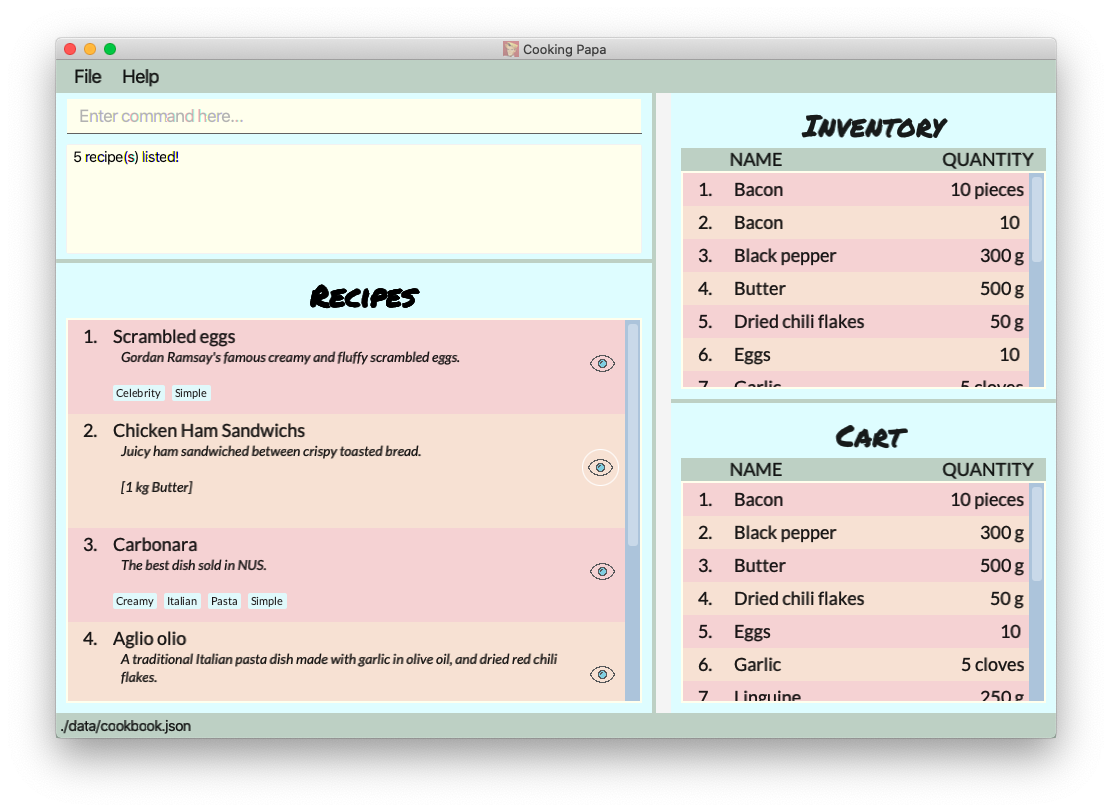 Cooking Papa
File Help
Enter command here...
5 recipe(s) listed!
Recipes
1. Scrambled eggs
Gordan Ramsay's famous creamy and fluffy scrambled eggs.
Celebrity Simple
2. Chicken Ham Sandwichs
Juicy ham sandwiched between crispy toasted bread.
[1 kg Butter]
3. Carbonara
The best dish sold in NUS.
Creamy Italian Pasta Simple
4. Aglio olio
A traditional Italian pasta dish made with garlic in olive oil, and dried red chili
flakes.
Inventory
NAME QUANTITY
1. Bacon 10 pieces
2. Bacon 10
3. Black pepper 300 g
4. Butter 500 g
5. Dried chili flakes 50 g
6. Eggs 10
7. Garlic 5 cloves
Cart
NAME QUANTITY
1. Bacon 10 pieces
2. Black pepper 300 g
3. Butter 500 g
4. Dried chili flakes 50 g
5. Eggs 10
6. Garlic 5 cloves
7. Linguine 250 g
./data/cookbook.json